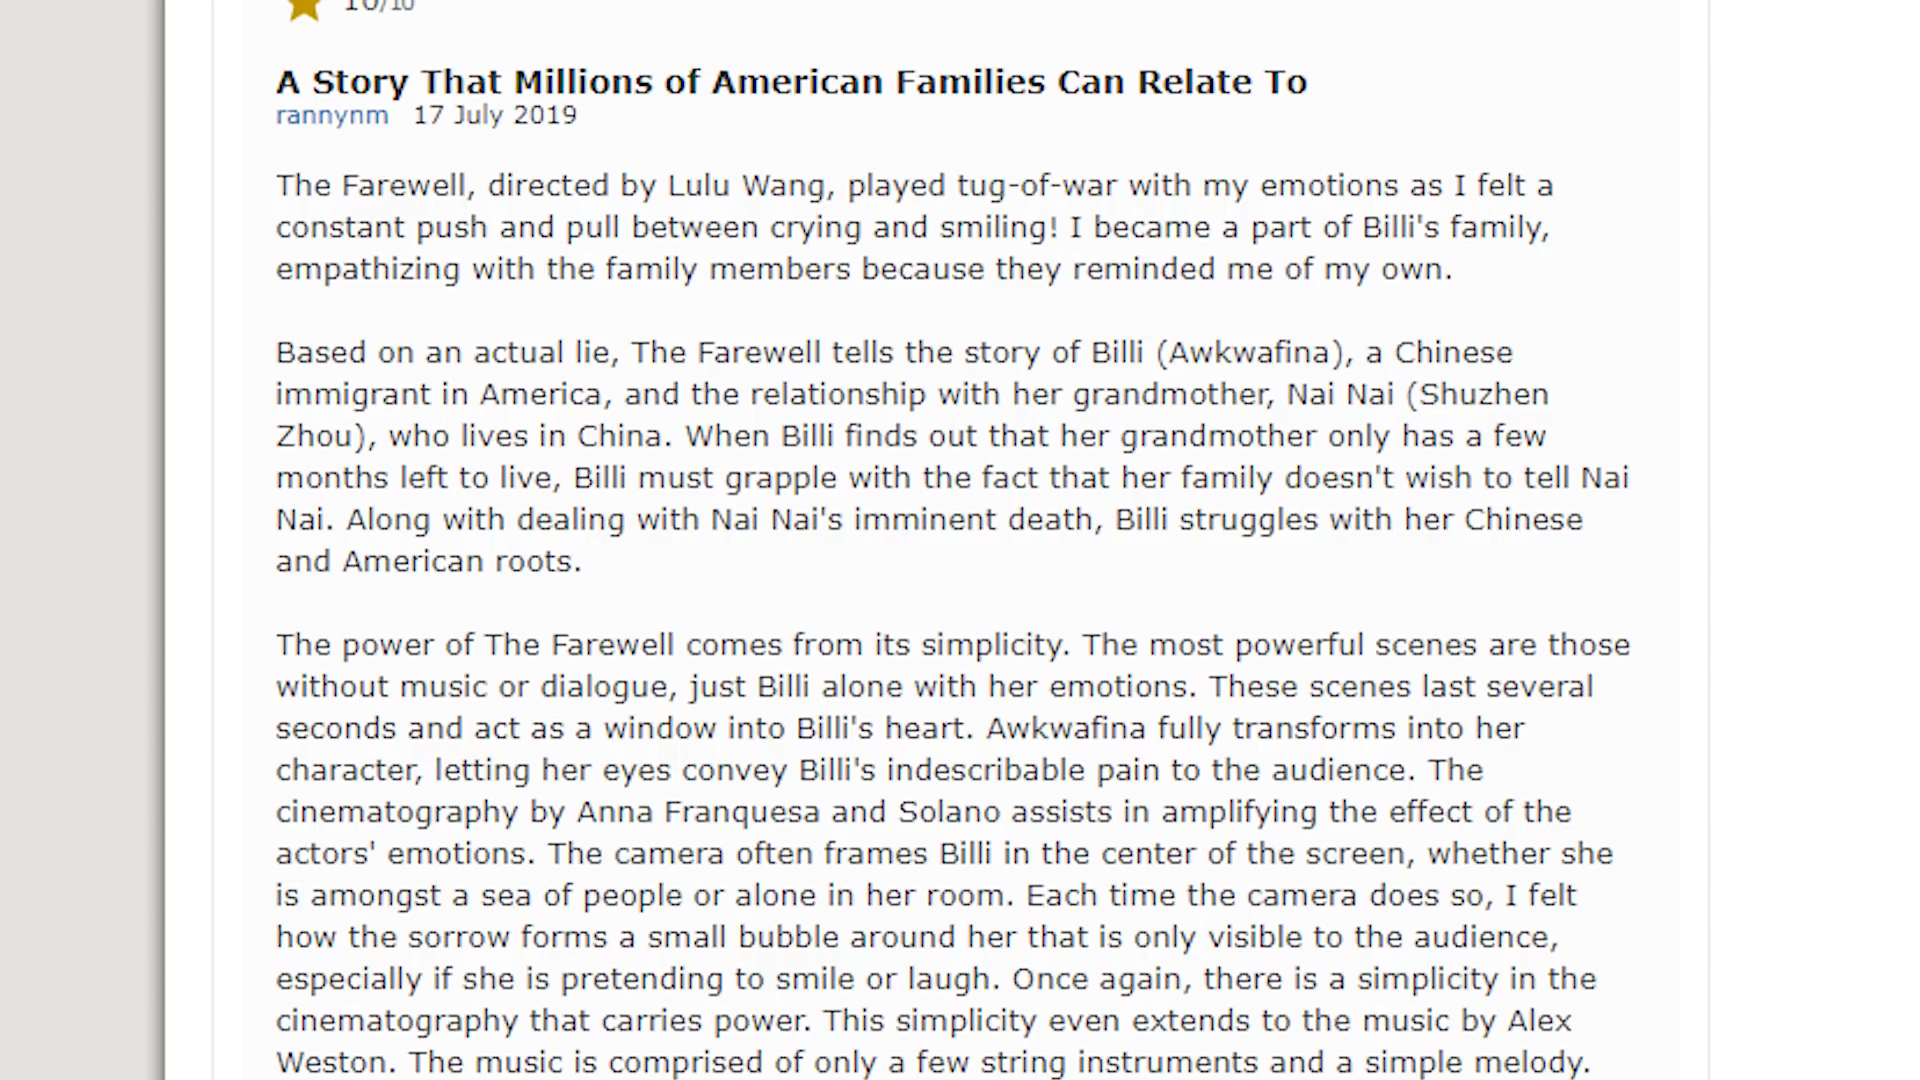 10/10
A Story That Millions of American Families Can Relate To
rannynm 17 July 2019
The Farewell, directed by Lulu Wang, played tug-of-war with my emotions as I felt a
constant push and pull between crying and smiling! I became a part of Billi's family,
empathizing with the family members because they reminded me of my own.
Based on an actual lie, The Farewell tells the story of Billi (Awkwafina), a Chinese
immigrant in America, and the relationship with her grandmother, Nai Nai (Shuzhen
Zhou), who lives in China. When Billi finds out that her grandmother only has a few
months left to live, Billi must grapple with the fact that her family doesn't wish to tell Nai
Nai. Along with dealing with Nai Nai's imminent death, Billi struggles with her Chinese
and American roots.
The power of The Farewell comes from its simplicity. The most powerful scenes are those
without music or dialogue, just Billi alone with her emotions. These scenes last several
seconds and act as a window into Billi's heart. Awkwafina fully transforms into her
character, letting her eyes convey Billi's indescribable pain to the audience. The
cinematography by Anna Franquesa and Solano assists in amplifying the effect of the
actors' emotions. The camera often frames Billi in the center of the screen, whether she
is amongst a sea of people or alone in her room. Each time the camera does so, I felt
how the sorrow forms a small bubble around her that is only visible to the audience,
especially if she is pretending to smile or laugh. Once again, there is a simplicity in the
cinematography that carries power. This simplicity even extends to the music by Alex
Weston. The music is comprised of only a few string instruments and a simple melody.